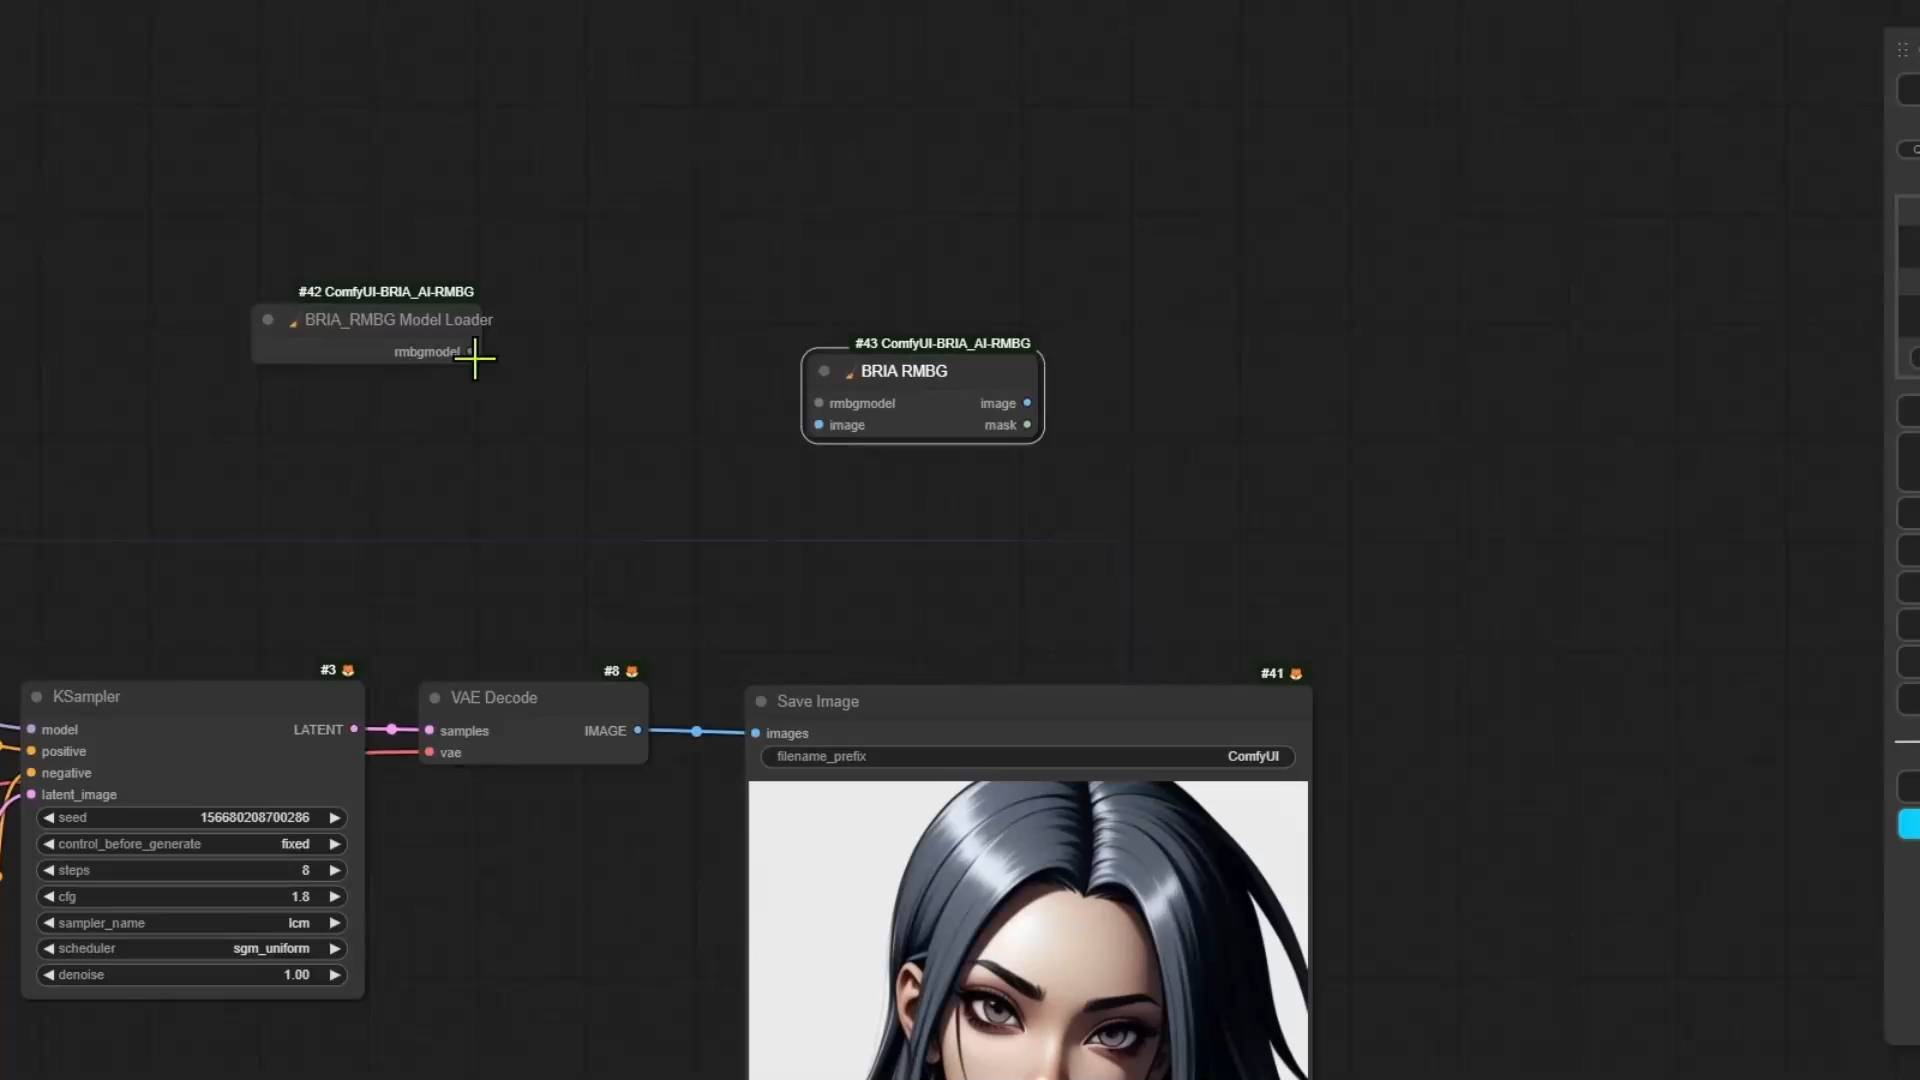 #42 ComfyUI-BRIA_AI-RMBG
BRIA_RMBG Model Loader
rmbgmodel
#43 ComfyUI-BRIA_AI-RMBG
BRIA RMBG
rmbgmodel image
image mask
#3
KSampler
model LATENT
positive
negative
latent_image
seed 156680208700286
control_before_generate fixed
steps 8
cfg 1.8
sampler_name lcm
scheduler sgm_uniform
denoise 1.00
#8
VAE Decode
samples IMAGE
vae
#41
Save Image
images
filename_prefix ComfyUI